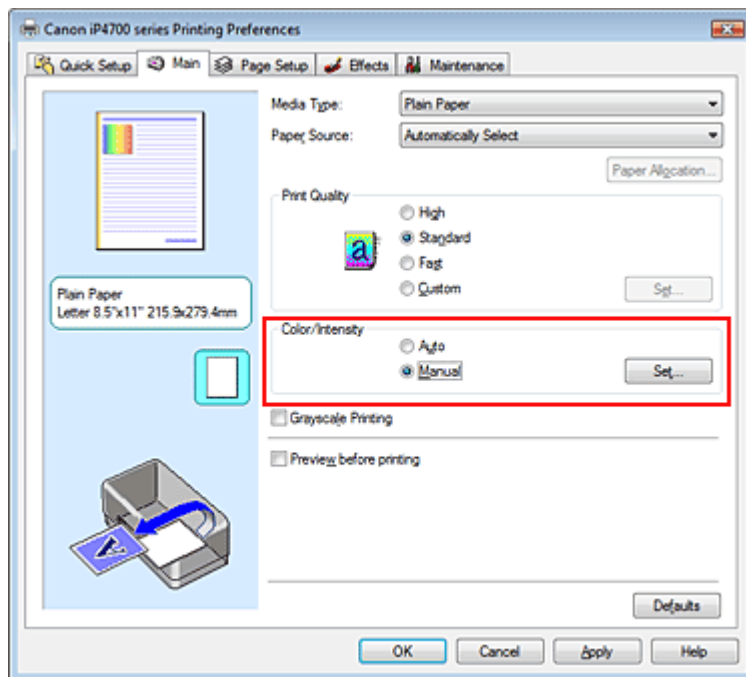 Canon iP4700 series Printing Preferences
Quick Setup Main Page Setup Effects Maintenance
Media Type: Plain Paper
Paper Source: Automatically Select
Paper Allocation...
Print Quality
High
a Standard
Fast
Custom Set...
Plain Paper
Letter 8.5"x11" 215.9x279.4mm
Color/Intensity
Auto
Manual Set...
Grayscale Printing
Preview before printing
Defaults
OK Cancel Apply Help